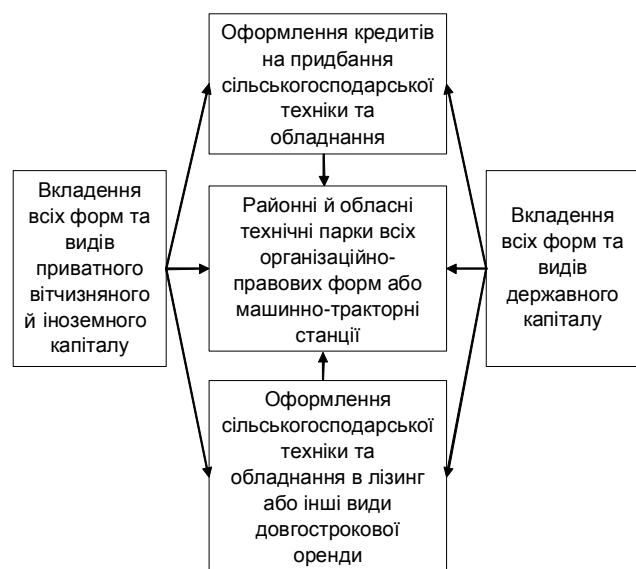 Оформлення кредитів
на придбання
сільськогосподарської
техніки та
обладнання
Вкладення
всіх форм та
видів
приватного
вітчизняного
й іноземного
капіталу
Районні й обласні
технічні парки всіх
організаційно-
правових форм або
машинно-тракторні
станції
Вкладення
всіх форм та
видів
державного
капіталу
Оформлення
сільськогосподарської
техніки та
обладнання в лізинг
або інші види
довгострокової
оренди